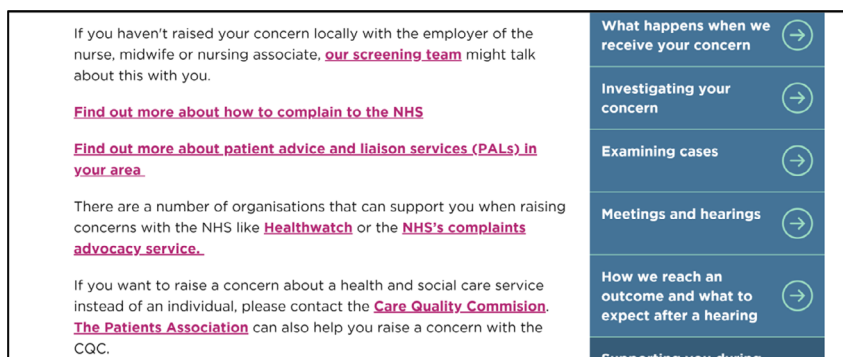 If you haven't raised your concern locally with the employer of the
nurse, midwife or nursing associate, our screening team might talk
about this with you.
Find out more about how to complain to the NHS
Find out more about patient advice and liaison services (PALs) in
your area
There are a number of organisations that can support you when raising
concerns with the NHS like Healthwatch or the NHS's complaints
advocacy service.
If you want to raise a concern about a health and social care service
instead of an individual, please contact the Care Quality Commision.
The Patients Association can also help you raise a concern with the
CQC.
What happens when we
receive your concern
Investigating your
concern
Examining cases
Meetings and hearings
How we reach an
outcome and what to
expect after a hearing
Supporting you during